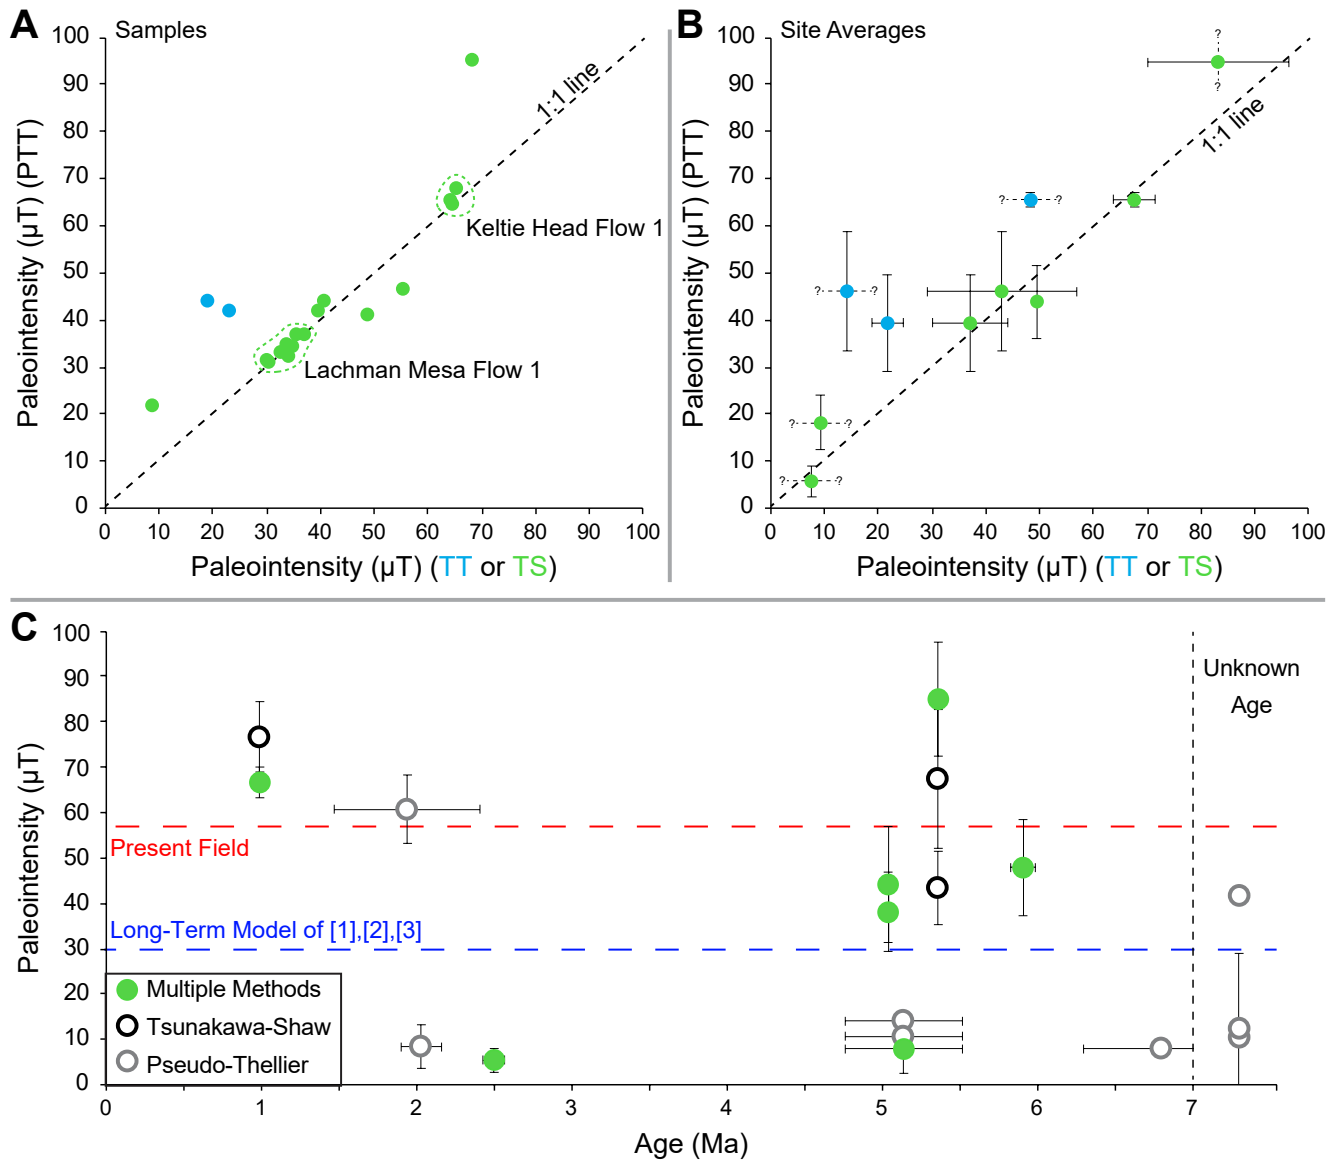 A
Samples
100
90
80
70
60
50
40
30
20
10
0
Paleointensity (µT) (PTT)
1:1 line
Keltie Head Flow 1
Lachman Mesa Flow 1
0 10 20 30 40 50 60 70 80 90 100
Paleointensity (µT) (TT or TS)
B
Site Averages
100
90
80
70
60
50
40
30
20
10
0
Paleointensity (µT) (PTT)
?
?
1:1 line
? ?
? ?
? ?
? ?
0 10 20 30 40 50 60 70 80 90 100
Paleointensity (µT) (TT or TS)
C
100
90
80
70
60
50
40
30
20
10
0
Paleointensity (µT)
Unknown
Age
Present Field
Long-Term Model of [1],[2],[3]
Multiple Methods
Tsunakawa-Shaw
Pseudo-Thellier
0 1 2 3 4 5 6 7
Age (Ma)